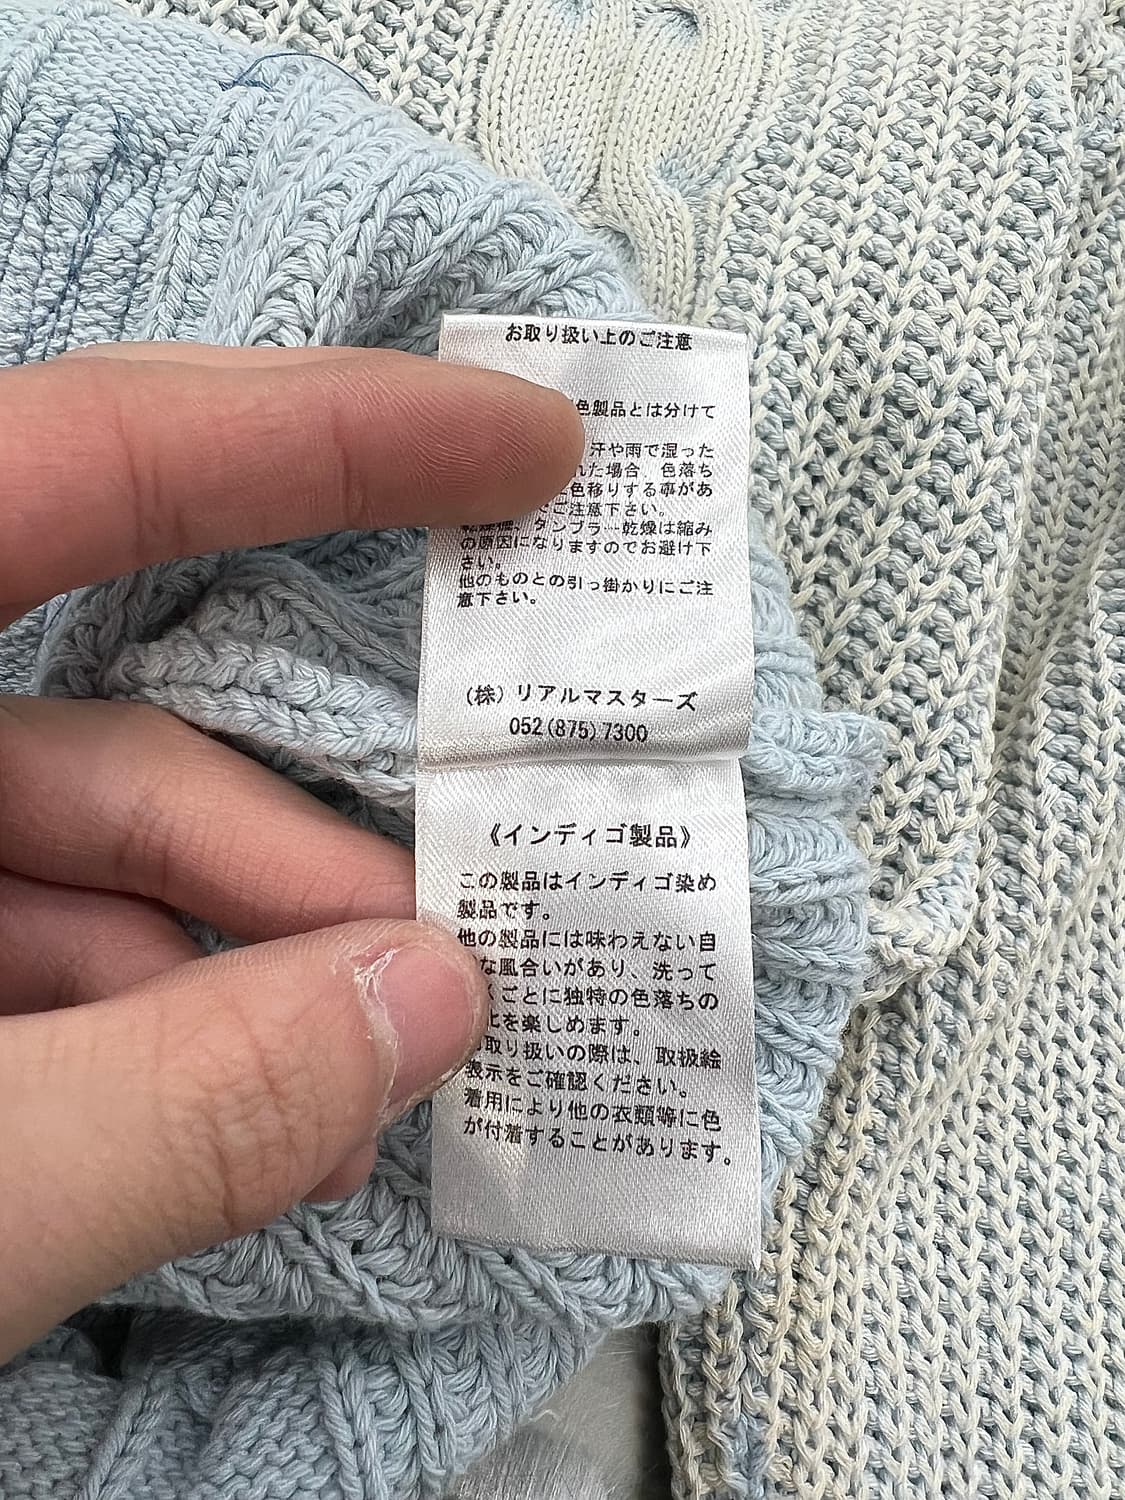 お取り扱い上のご注意
色製品とは分けて
汗や雨で湿った
れた場合、色落ち
色移りする事があ
ご注意下さい。
タンブラー乾燥は縮み
の原因になりますのでお避け下
さい。
他のものとの引っ掛かりにご注
意下さい。
(株)リアルマスターズ
052(875)7300
《インディゴ製品》
この製品はインディゴ染め
製品です。
他の製品には味わえない自
な風合いがあり、洗って
くごとに独特の色落ちの
を楽しめます。
取り扱いの際は、取扱絵
表示をご確認ください。
着用により他の衣類等に色
が付着することがあります。